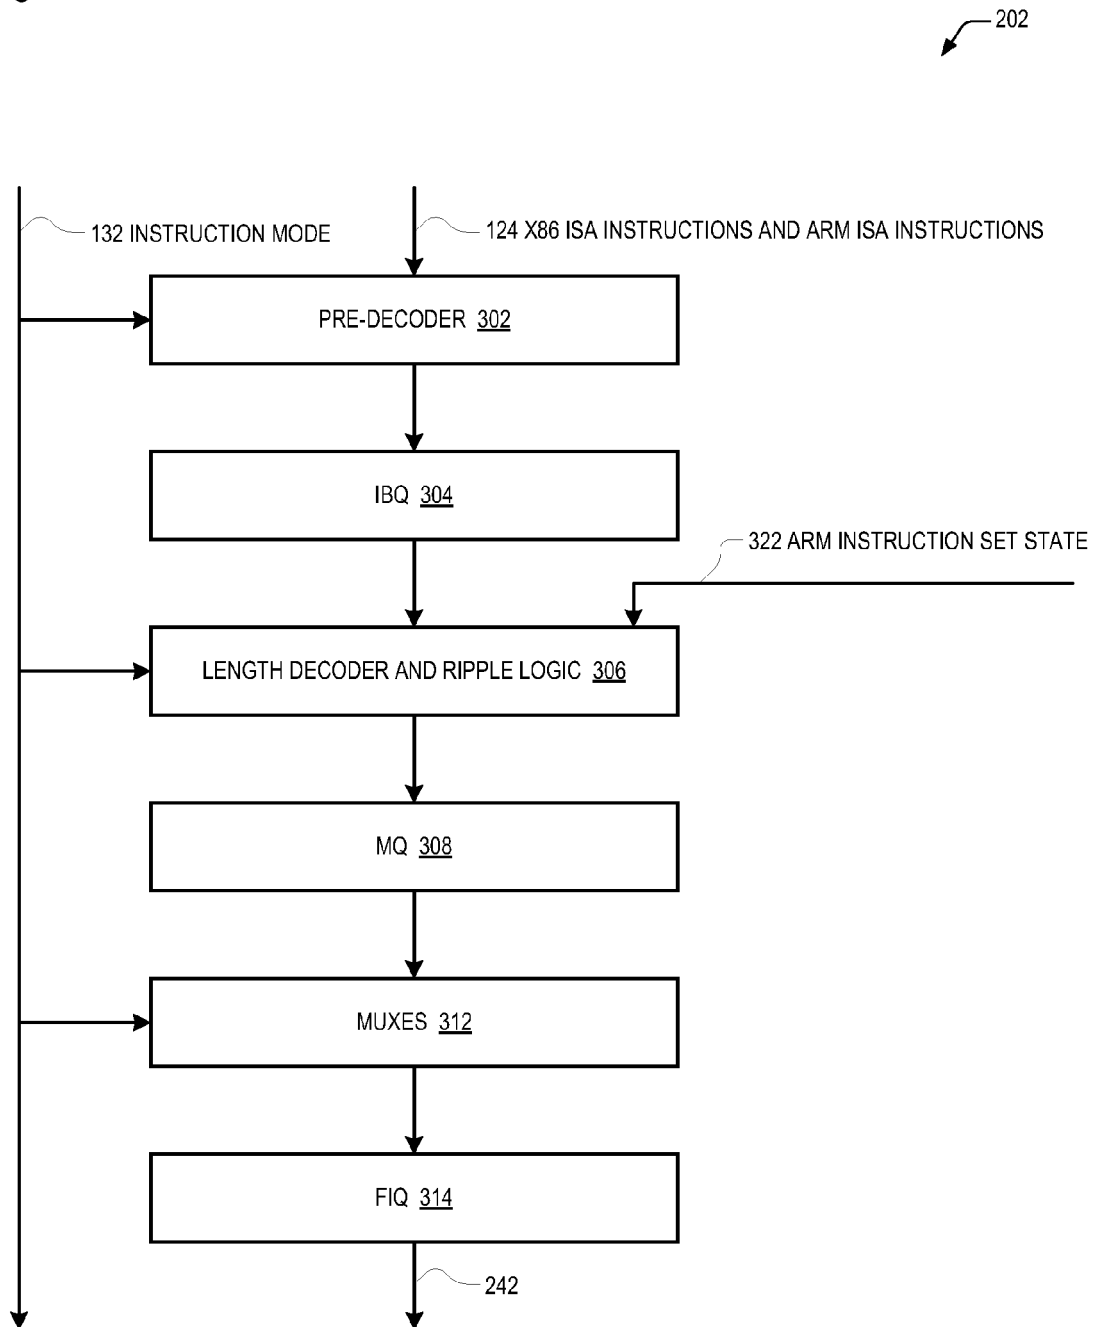 202
132 INSTRUCTION MODE
124 X86 ISA INSTRUCTIONS AND ARM ISA INSTRUCTIONS
PRE-DECODER 302
IBQ 304
322 ARM INSTRUCTION SET STATE
LENGTH DECODER AND RIPPLE LOGIC 306
MQ 308
MUXES 312
FIQ 314
242